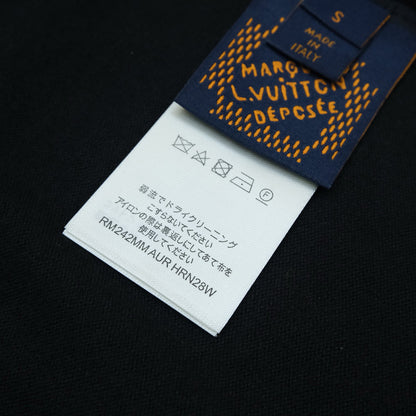 S
MADE
IN
ITALY
MARQUE
L.VUITTON
DÉPOSÉE
弱流でドライクリーニング
こすらないでください
アイロンの際は裏返しにしてあて布を
使用してください
RM242MM AUR HRN28W
F